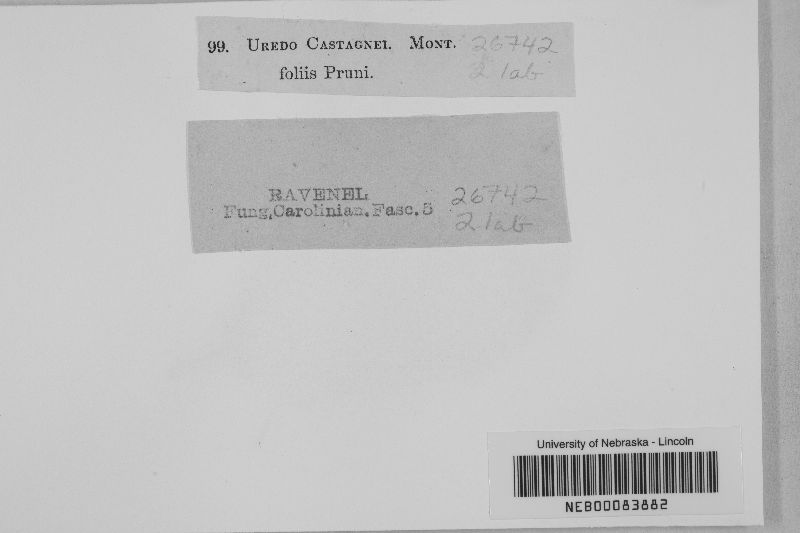 99. UREDO CASTAGNEI. MONT. 26742
foliis Pruni. 2 lab
RAVENEL
Fung, Carolinian. Fasc. 5 26742
2 lab
University of Nebraska - Lincoln
NEB00083882